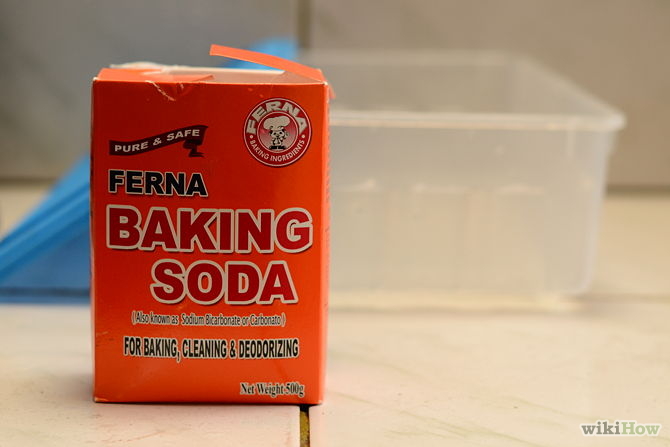 PURE & SAFE
FERNA
BAKING INGREDIENTS
FERNA
BAKING
SODA
(Also known as Sodium Bicarbonate or Carbonato)
FOR BAKING, CLEANING & DEODORIZING
Net Weight 500g
wikiHow